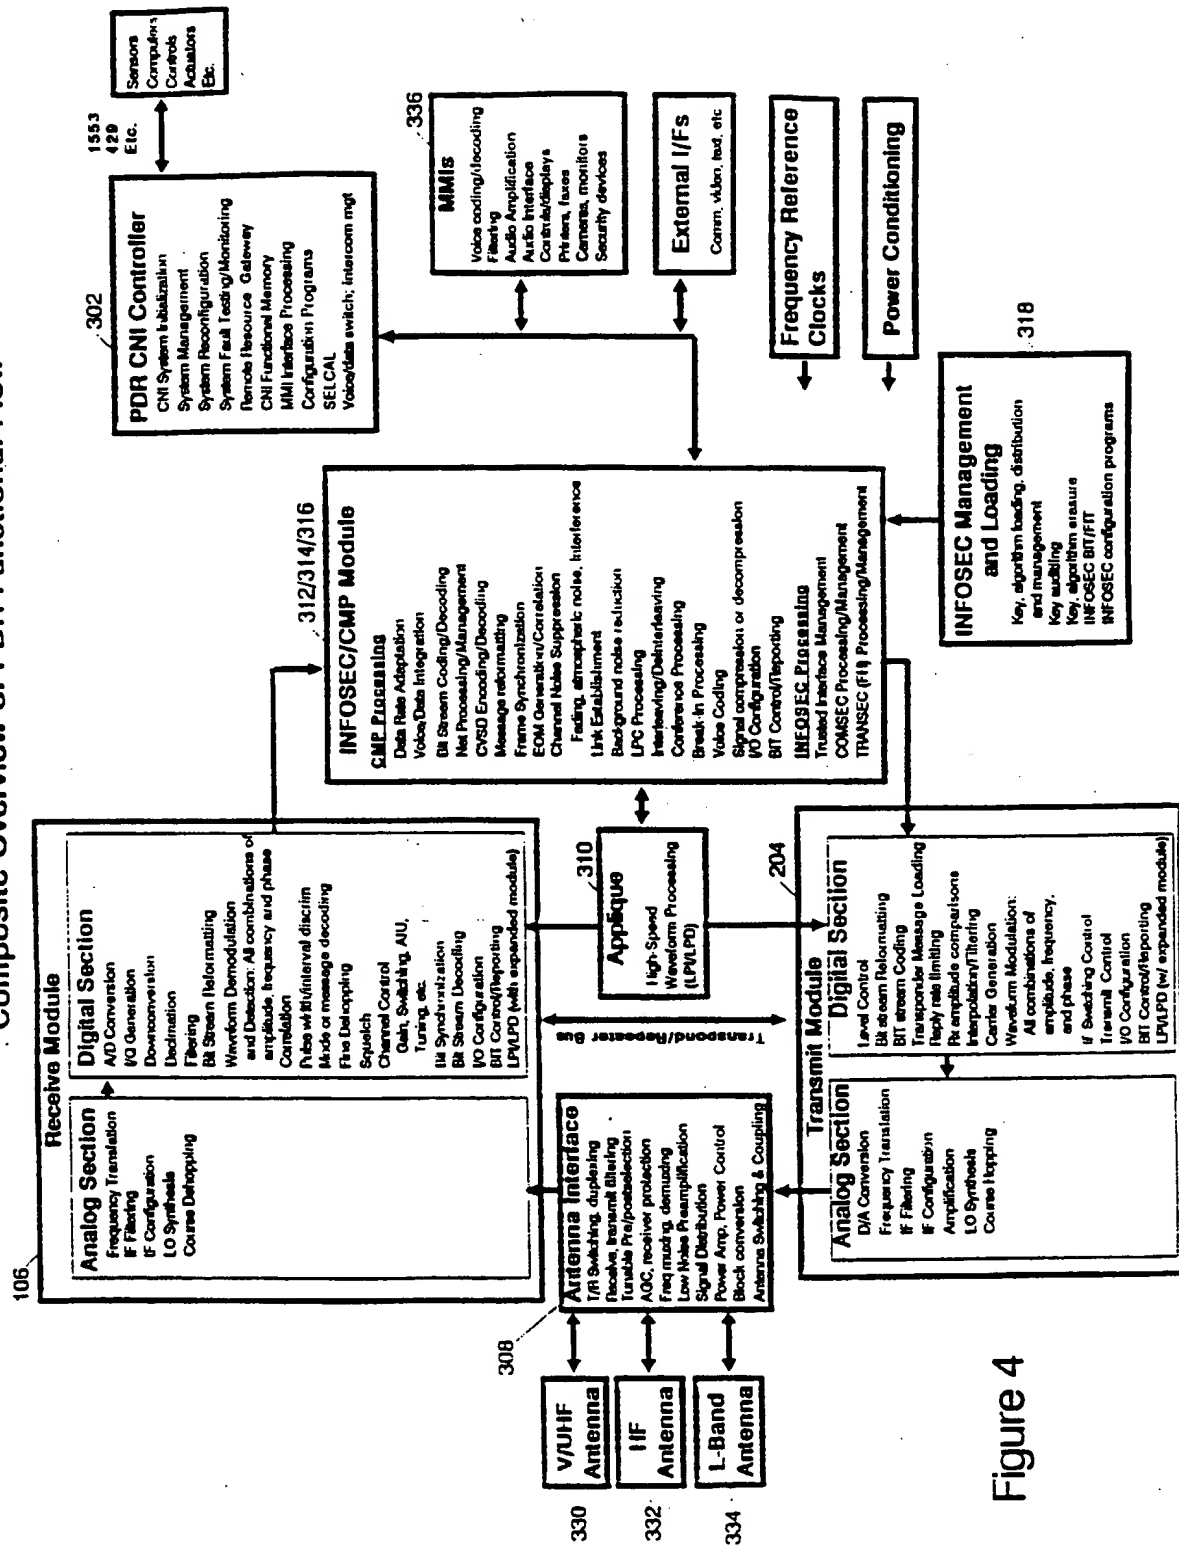 Composite Overview of PDR Functional Flow
106
Receive Module
Analog Section
Frequency Translation
IF Filtering
IF Configuration
LO Synthesis
Course Dehopping
Digital Section
A/D Conversion
I/Q Generation
Downconversion
Decimation
Filtering
Bit Stream Reformatting
Waveform Demodulation
and Detection: All combinations of
amplitude, frequency and phase
Correlation
Pulse width/interval discrim
Mode or message decoding
Fine Dehopping
Squelch
Channel Control
Gain, Switching, AIU,
Tuning, etc.
Bit Synchronization
Bit Stream Decoding
I/O Configuration
BIT Control/Reporting
LPI/LPD (with expanded module)
V/UHF
Antenna
330
HF
Antenna
332
L-Band
Antenna
334
308
Antenna Interface
T/R Switching, duplexing
Receive, transmit filtering
Tunable Pre/postselection
AGC, receiver protection
Freq muxing, demuxing
Low Noise Preamplification
Signal Distribution
Power Amp, Power Control
Block conversion
Antenna Switching & Coupling
Transpond/Repeater Bus
310
Applique
High-Speed
Waveform Processing
(LPI/LPD)
204
Transmit Module
Analog Section
D/A Conversion
Frequency Translation
IF Filtering
IF Configuration
Amplification
LO Synthesis
Course Hopping
Digital Section
Level Control
Bit stream Reformatting
BIT stream Coding
Transponder Message Loading
Reply rate limiting
Rx amplitude comparisons
Interpolation/Filtering
Carrier Generation
Waveform Modulation:
All combinations of
amplitude, frequency,
and phase
IF Switching Control
Transmit Control
I/O Configuration
BIT Control/Reporting
LPI/LPD (w/ expanded module)
312/314/316
INFOSEC/CMP Module
CMP Processing
Data Rate Adaptation
Voice/Data Integration
Bit Stream Coding/Decoding
Net Processing/Management
CVSD Encoding/Decoding
Message reformatting
Frame Synchronization
EOM Generation/Correlation
Channel Noise Suppression
Fading, atmospheric noise, interference
Link Establishment
Background noise reduction
LPC Processing
Interleaving/Deinterleaving
Conference Processing
Break-In Processing
Voice Coding
Signal compression or decompression
I/O Configuration
BIT Control/Reporting
INFOSEC Processing
Trusted Interface Management
COMSEC Processing/Management
TRANSEC (FH) Processing/Management
302
PDR CNI Controller
CNI System Initialization
System Management
System Reconfiguration
System Fault Testing/Monitoring
Remote Resource Gateway
CNI Functional Memory
MMI Interface Processing
Configuration Programs
SELCAL
Voice/data switch; intercom mgt
1553
429
Etc.
Sensors
Computors
Controls
Actuators
Etc.
336
MMIs
Voice coding/decoding
Filtering
Audio Amplification
Audio Interface
Controls/displays
Printers, faxes
Cameras, monitors
Security devices
External I/Fs
Comm, video, text, etc
Frequency Reference
Clocks
Power Conditioning
318
INFOSEC Management
and Loading
Key, algorithm loading, distribution
and management
Key auditing
Key, algorithm erasure
INFOSEC BIT/FIT
INFOSEC configuration programs
Figure 4